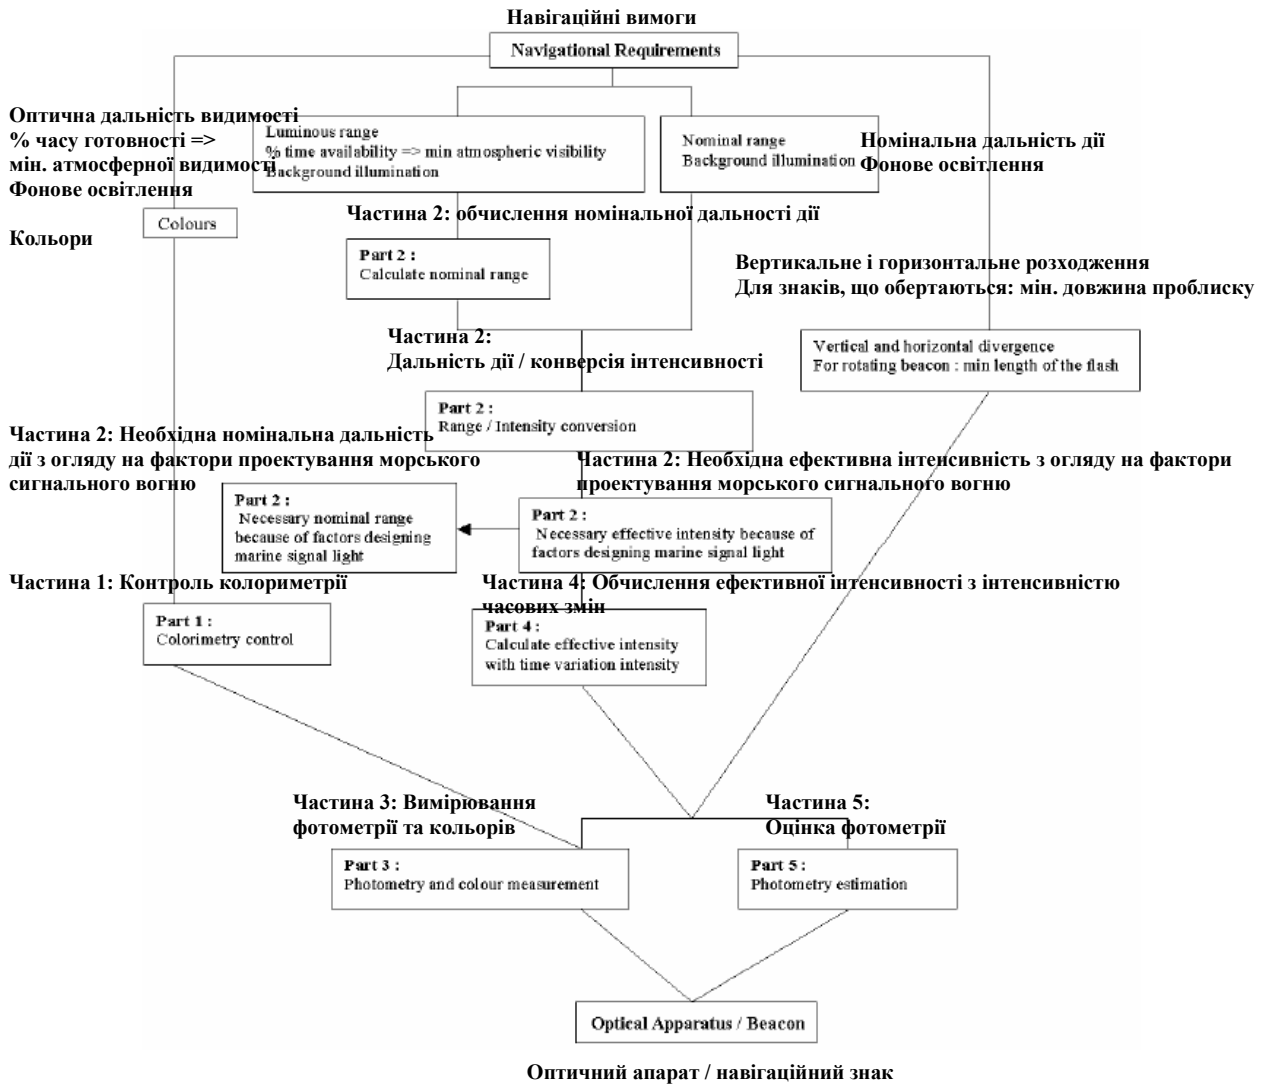 Навігаційні вимоги
Navigational Requirements
Оптична дальність видимості
% часу готовності =>
мін. атмосферної видимості
Фонове освітлення
Luminous range
% time availability => min atmospheric visibility
Background illumination
Nominal range
Background illumination
Номінальна дальність дії
Фонове освітлення
Кольори
Colours
Частина 2: обчислення номінальної дальності дії
Part 2 :
Calculate nominal range
Вертикальне і горизонтальне розходження
Для знаків, що обертаються: мін. довжина проблиску
Vertical and horizontal divergence
For rotating beacon : min length of the flash
Частина 2:
Дальність дії / конверсія інтенсивності
Part 2 :
Range / Intensity conversion
Частина 2: Необхідна номінальна дальність
дії з огляду на фактори проектування морського
сигнального вогню
Part 2 :
Necessary nominal range
because of factors designing
marine signal light
Частина 2: Необхідна ефективна інтенсивність з огляду на фактори
проектування морського сигнального вогню
Part 2 :
Necessary effective intensity because of
factors designing marine signal light
Частина 1: Контроль колориметрії
Part 1 :
Colorimetry control
Частина 4: Обчислення ефективної інтенсивності з інтенсивністю
часових змін
Part 4 :
Calculate effective intensity
with time variation intensity
Частина 3: Вимірювання
фотометрії та кольорів
Part 3 :
Photometry and colour measurement
Частина 5:
Оцінка фотометрії
Part 5 :
Photometry estimation
Optical Apparatus / Beacon
Оптичний апарат / навігаційний знак